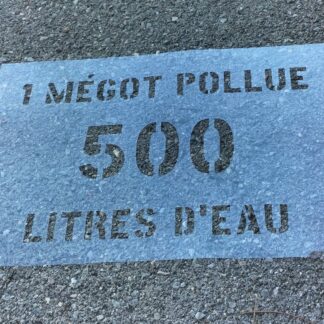 1 MÉGOT POLLUE
500
LITRES D'EAU